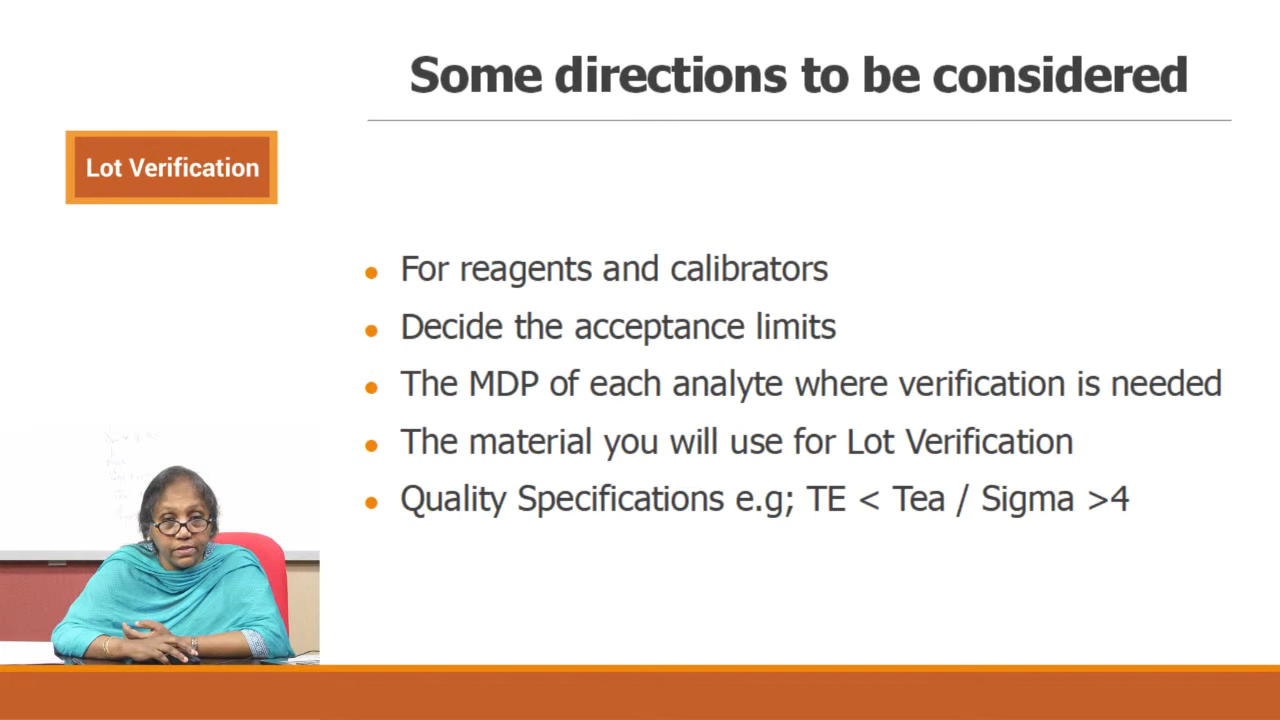 Some directions to be considered
Lot Verification
For reagents and calibrators
Decide the acceptance limits
The MDP of each analyte where verification is needed
The material you will use for Lot Verification
Quality Specifications e.g; TE < Tea / Sigma >4